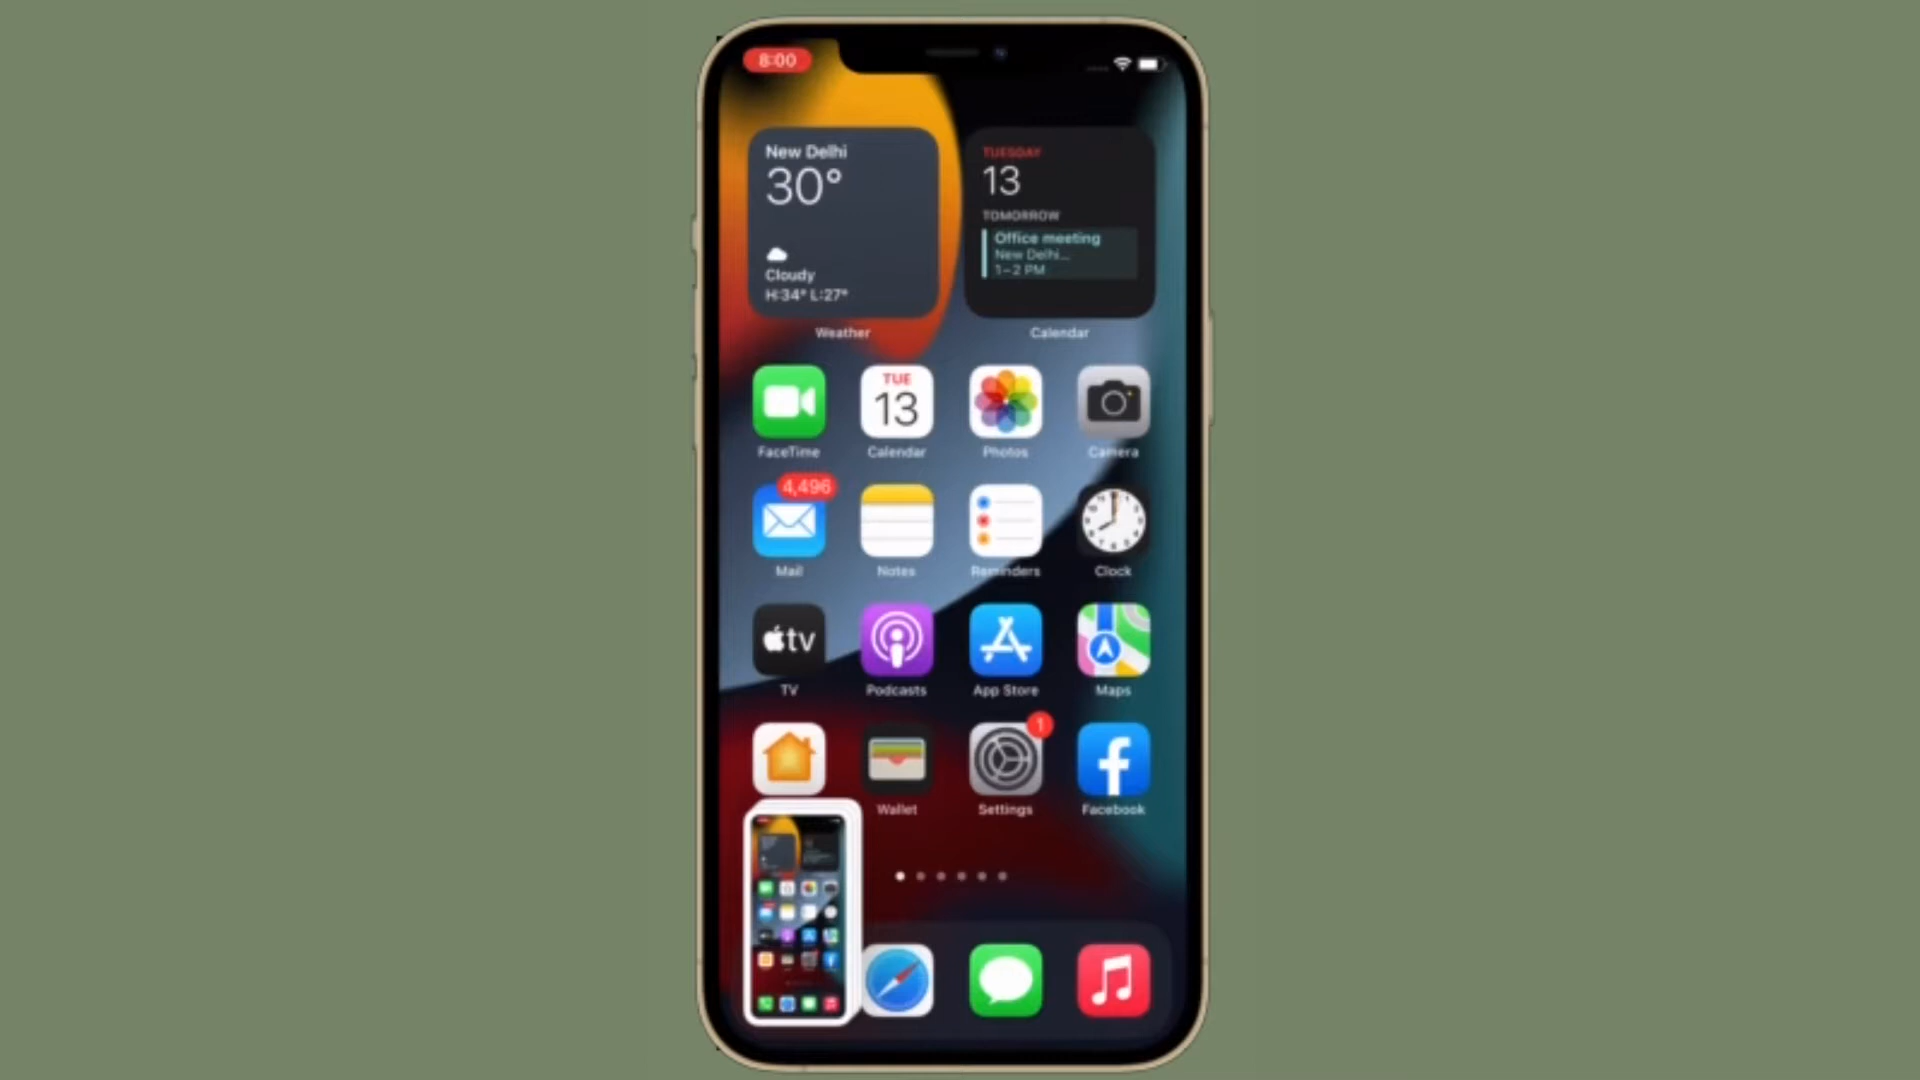 8:00
New Delhi
30°
Cloudy
H:34° L:27°
Weather
TUESDAY
13
TOMORROW
Office meeting
New Delhi...
1–2 PM
Calendar
TUE
13
FaceTime
Calendar
Photos
Camera
4,496
Mail
Notes
Reminders
Clock
tv
TV
Podcasts
App Store
Maps
1
Wallet
Settings
Facebook